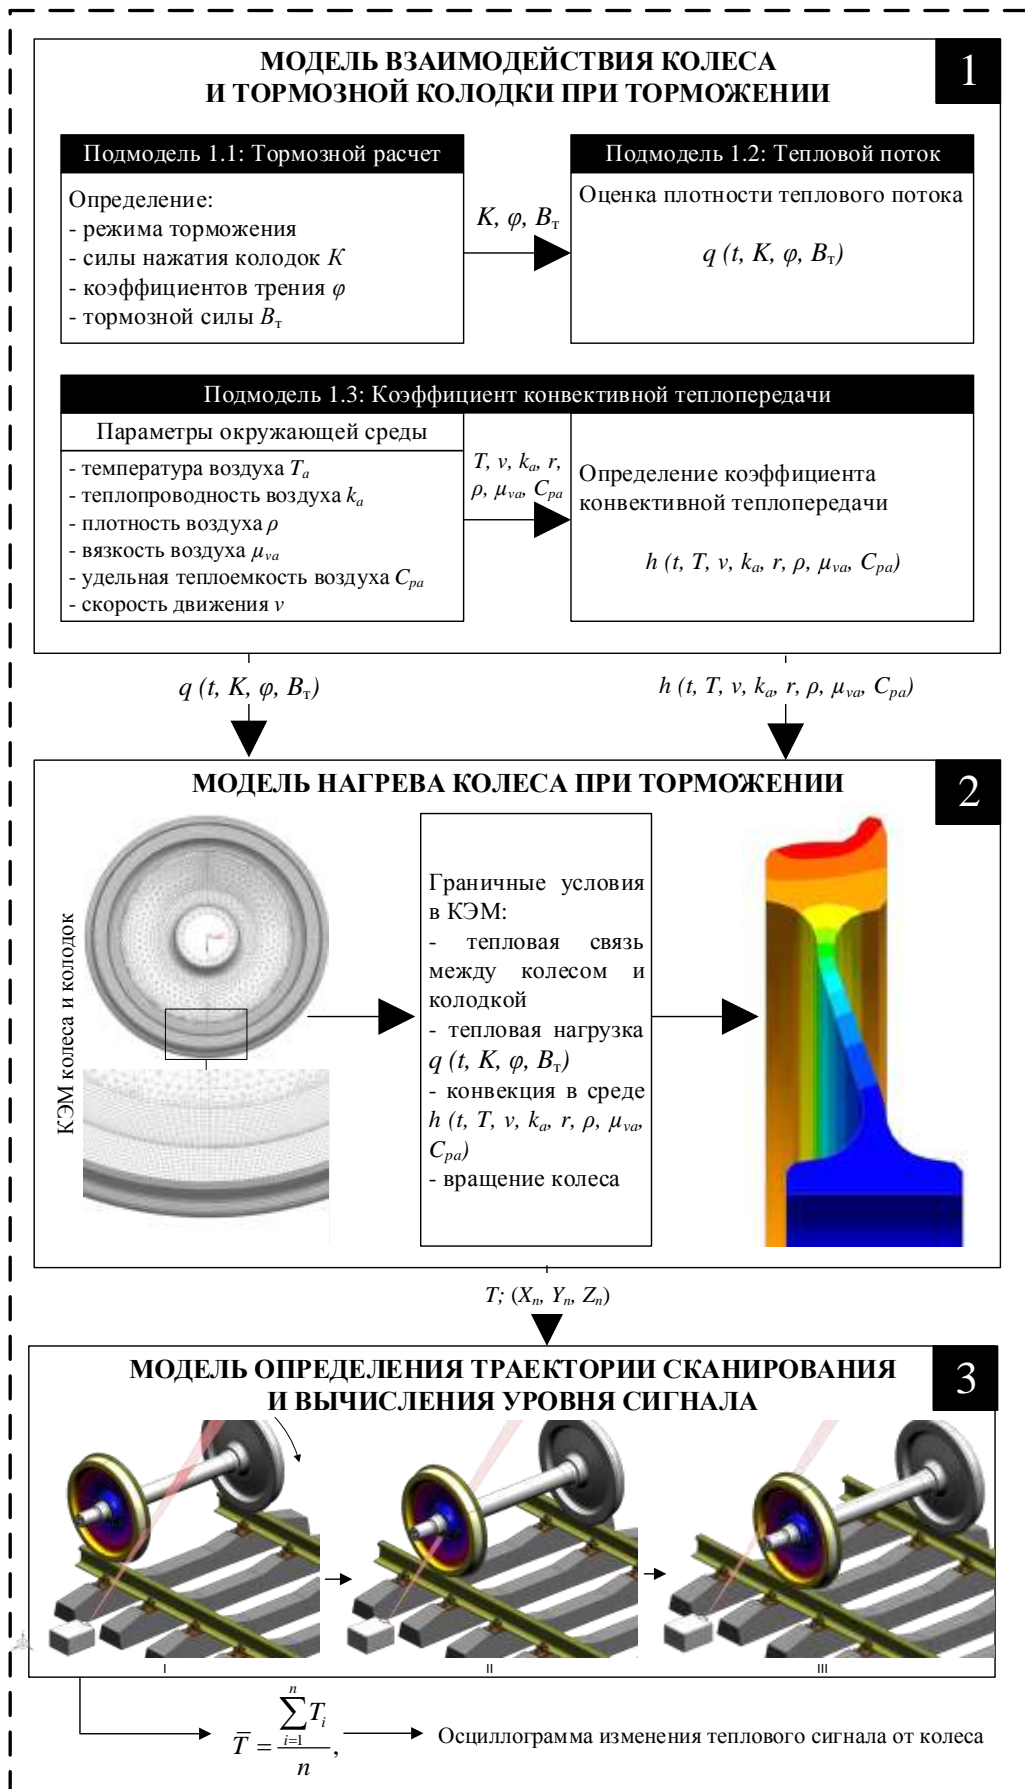 МОДЕЛЬ ВЗАИМОДЕЙСТВИЯ КОЛЕСА
И ТОРМОЗНОЙ КОЛОДКИ ПРИ ТОРМОЖЕНИИ
1
Подмодель 1.1: Тормозной расчет
Определение:
- режима торможения
- силы нажатия колодок K
- коэффициентов трения φ
- тормозной силы Bт
K, φ, Bт
Подмодель 1.2: Тепловой поток
Оценка плотности теплового потока
q (t, K, φ, Bт)
Подмодель 1.3: Коэффициент конвективной теплопередачи
Параметры окружающей среды
- температура воздуха Ta
- теплопроводность воздуха ka
- плотность воздуха ρ
- вязкость воздуха μva
- удельная теплоемкость воздуха Cpa
- скорость движения v
T, v, ka, r,
ρ, μva, Cpa
Определение коэффициента
конвективной теплопередачи
h (t, T, v, ka, r, ρ, μva, Cpa)
q (t, K, φ, Bт)
h (t, T, v, ka, r, ρ, μva, Cpa)
МОДЕЛЬ НАГРЕВА КОЛЕСА ПРИ ТОРМОЖЕНИИ
2
КЭМ колеса и колодок
Граничные условия
в КЭМ:
- тепловая связь
между колесом и
колодкой
- тепловая нагрузка
q (t, K, φ, Bт)
- конвекция в среде
h (t, T, v, ka, r, ρ, μva,
Cpa)
- вращение колеса
T; (Xn, Yn, Zn)
МОДЕЛЬ ОПРЕДЕЛЕНИЯ ТРАЕКТОРИИ СКАНИРОВАНИЯ
И ВЫЧИСЛЕНИЯ УРОВНЯ СИГНАЛА
3
I
II
III
T̅ = ∑ⁿᵢ₌₁ Ti / n,
Осциллограмма изменения теплового сигнала от колеса